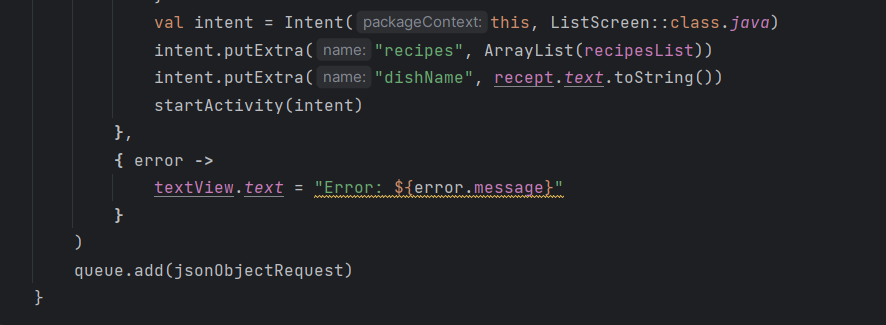 val intent = Intent( packageContext: this, ListScreen::class.java)
intent.putExtra( name: "recipes", ArrayList(recipesList))
intent.putExtra( name: "dishName", recept.text.toString())
startActivity(intent)
},
{ error ->
textView.text = "Error: ${error.message}"
}
)
queue.add(jsonObjectRequest)
}